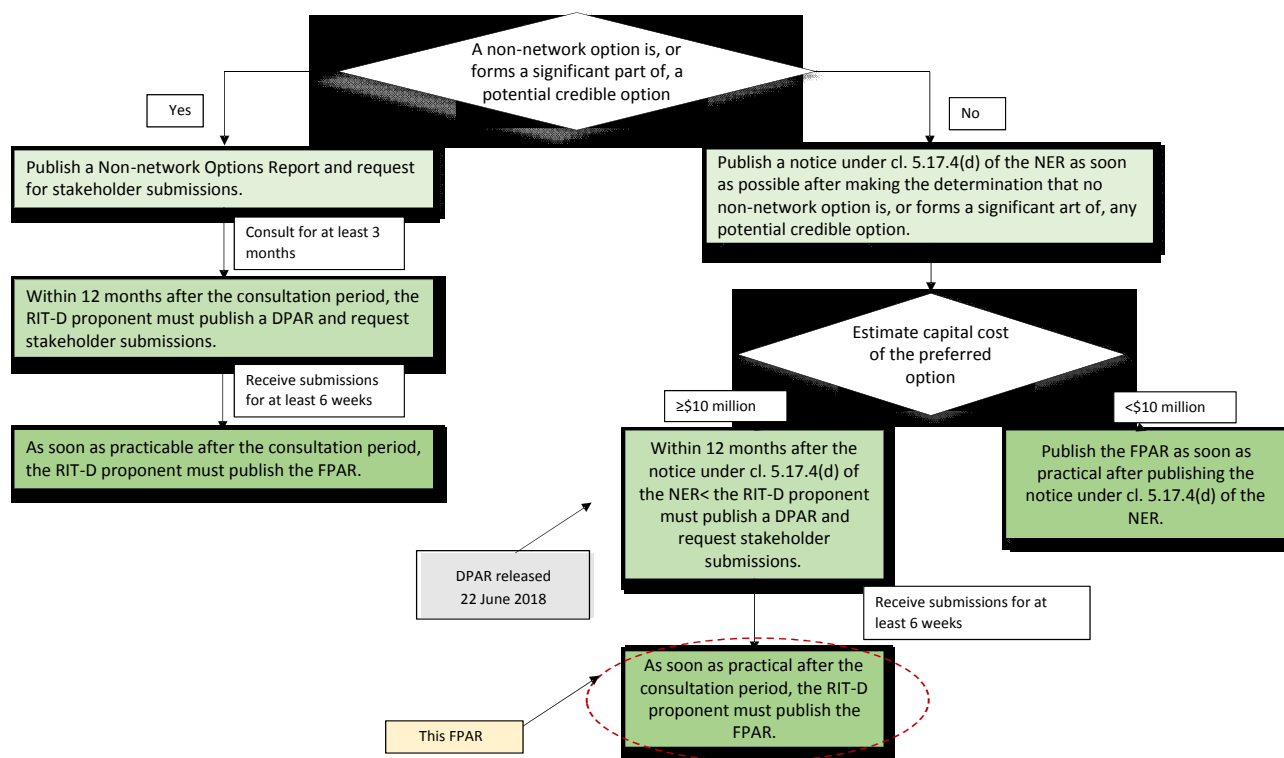 A non-network option is, or
forms a significant part of, a
potential credible option
Yes
No
Publish a Non-network Options Report and request
for stakeholder submissions.
Publish a notice under cl. 5.17.4(d) of the NER as soon
as possible after making the determination that no
non-network option is, or forms a significant art of, any
potential credible option.
Consult for at least 3
months
Within 12 months after the consultation period, the
RIT-D proponent must publish a DPAR and request
stakeholder submissions.
Estimate capital cost
of the preferred
option
Receive submissions
for at least 6 weeks
≥$10 million
<$10 million
As soon as practicable after the consultation period,
the RIT-D proponent must publish the FPAR.
Within 12 months after the
notice under cl. 5.17.4(d) of
the NER< the RIT-D proponent
must publish a DPAR and
request stakeholder
submissions.
Publish the FPAR as soon as
practical after publishing the
notice under cl. 5.17.4(d) of the
NER.
DPAR released
22 June 2018
Receive submissions for at
least 6 weeks
As soon as practical after the
consultation period, the RIT-D
proponent must publish the
FPAR.
This FPAR